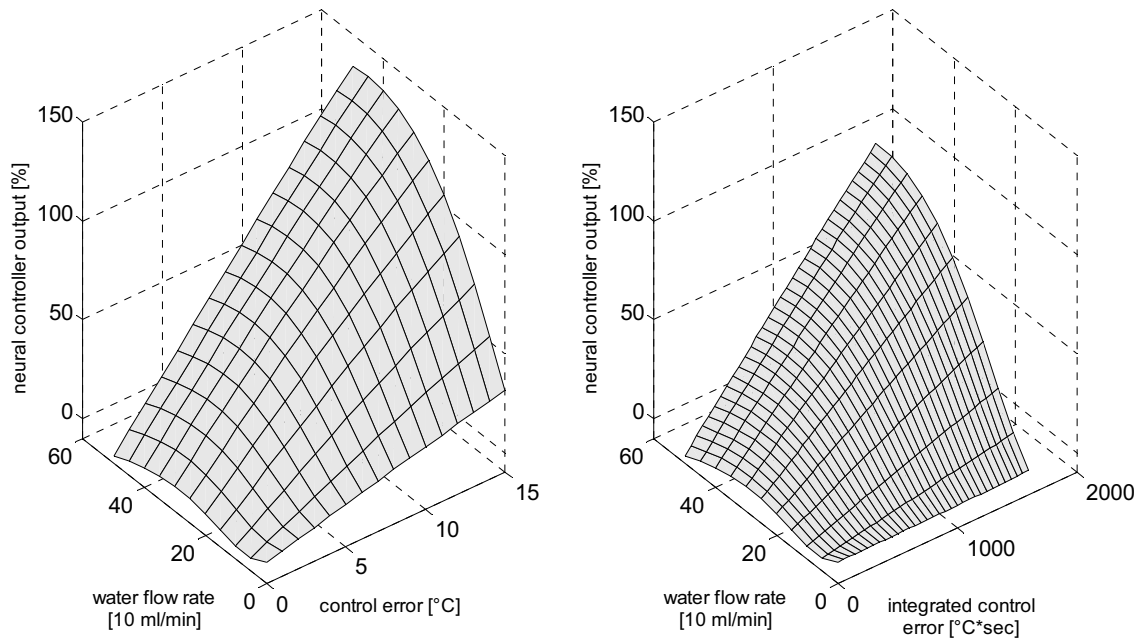 neural controller output [%]
150
100
50
0
60
40
20
0
0
5
10
15
water flow rate
[10 ml/min]
control error [°C]
neural controller output [%]
150
100
50
0
60
40
20
0
0
1000
2000
water flow rate
[10 ml/min]
integrated control
error [°C*sec]